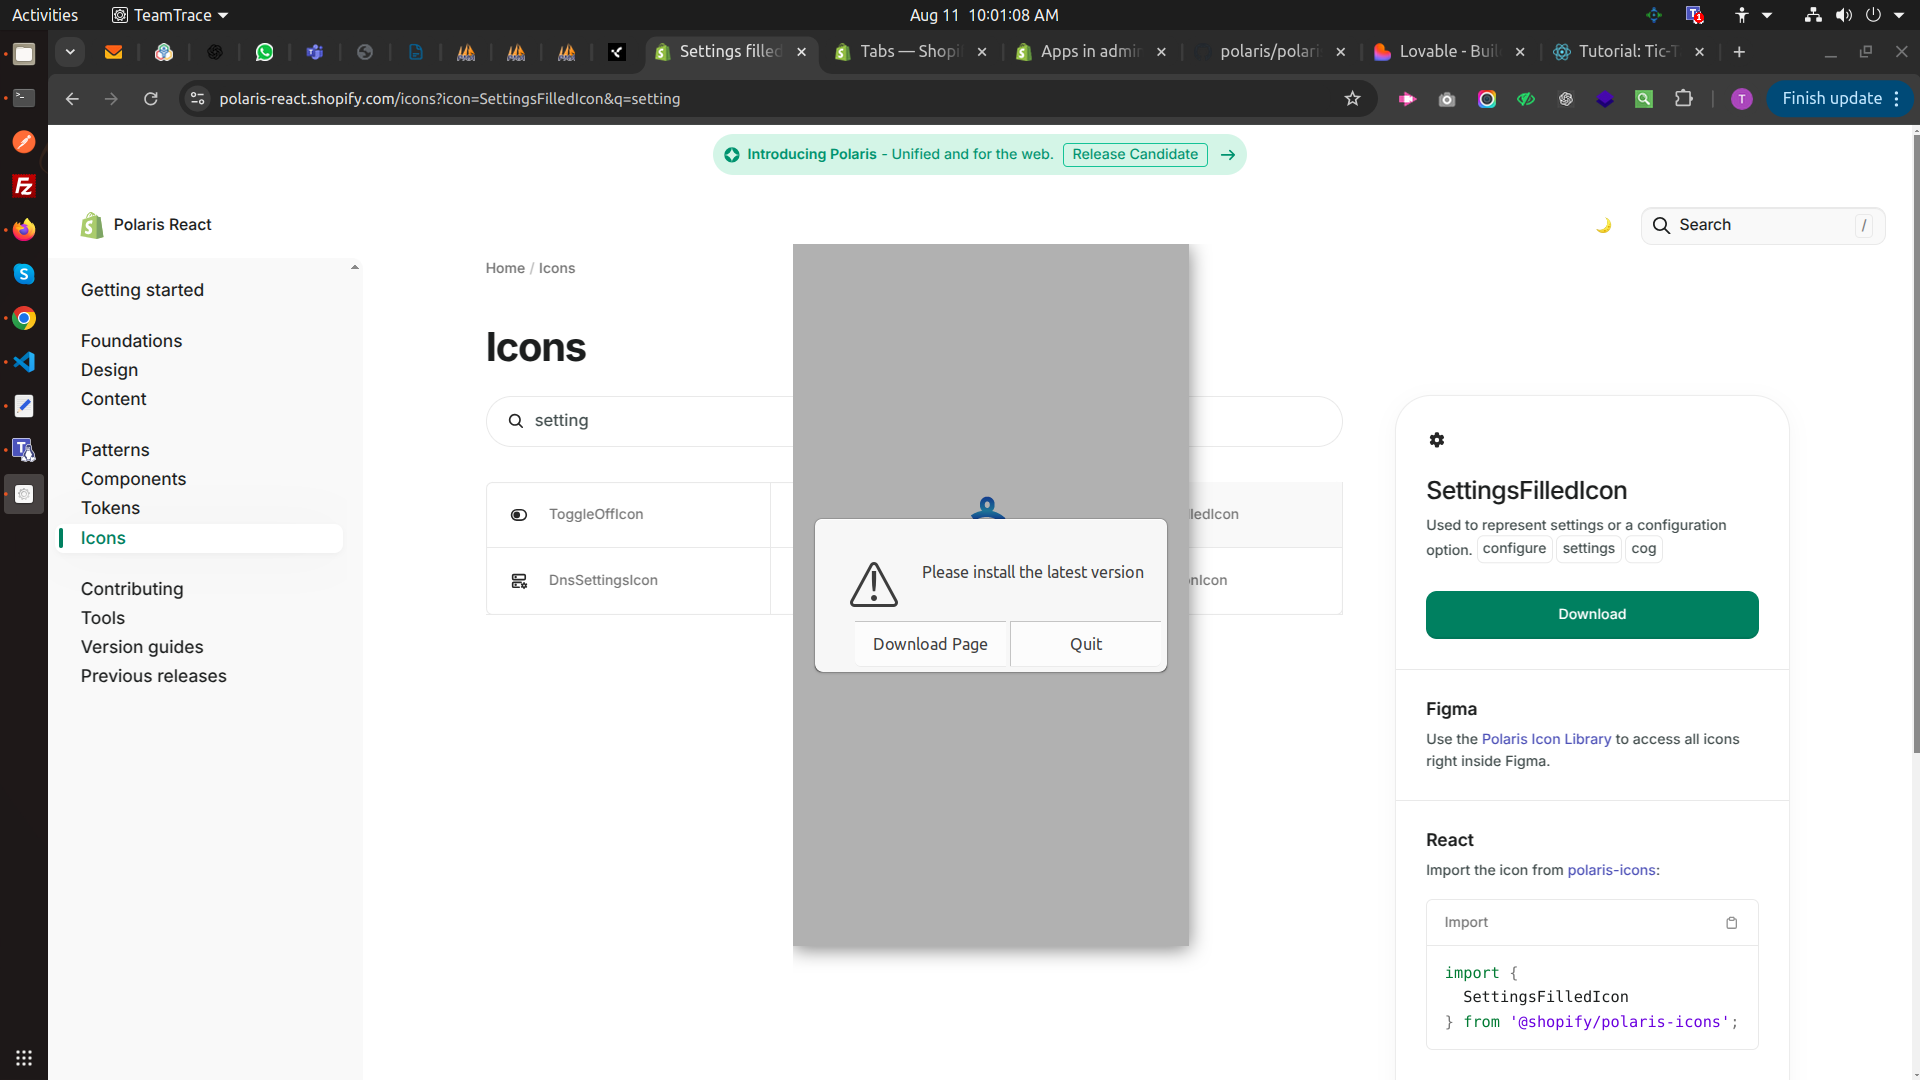 Activities
TeamTrace
Aug 11 10:01:08 AM
Settings filled
Tabs — Shopi
Apps in admin
polaris/polaris
Lovable - Buil
Tutorial: Tic-T
polaris-react.shopify.com/icons?icon=SettingsFilledIcon&q=setting
T
Finish update
Introducing Polaris - Unified and for the web. Release Candidate
Polaris React
Search /
Getting started
Foundations
Design
Content
Patterns
Components
Tokens
Icons
Contributing
Tools
Version guides
Previous releases
Home / Icons
Icons
setting
ToggleOffIcon
lledIcon
DnsSettingsIcon
onIcon
Please install the latest version
Download Page
Quit
SettingsFilledIcon
Used to represent settings or a configuration
option. configure settings cog
Download
Figma
Use the Polaris Icon Library to access all icons
right inside Figma.
React
Import the icon from polaris-icons:
Import
import {
SettingsFilledIcon
} from '@shopify/polaris-icons';